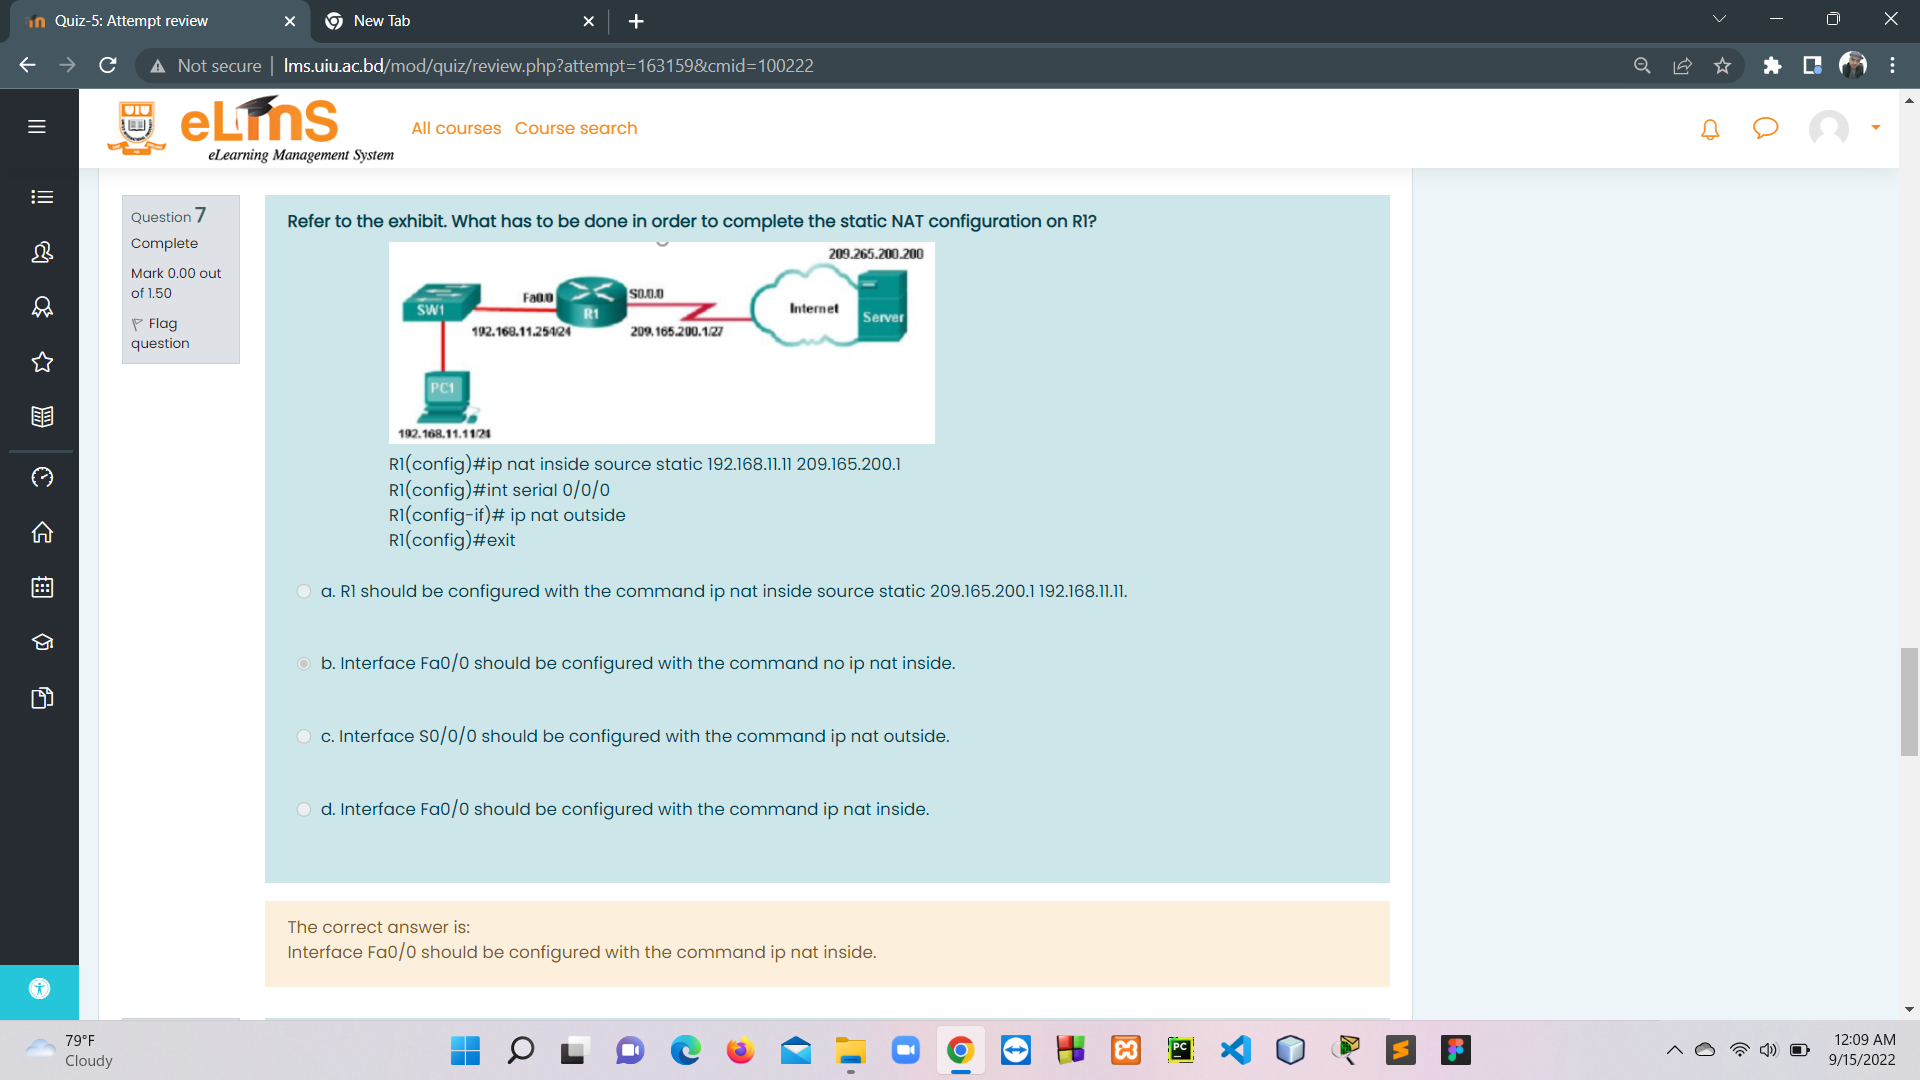 Quiz-5: Attempt review
New Tab
Not secure
lms.uiu.ac.bd/mod/quiz/review.php?attempt=163159&cmid=100222
UIU
eLmS
eLearning Management System
All courses
Course search
Question 7
Complete
Mark 0.00 out
of 1.50
Flag
question
Refer to the exhibit. What has to be done in order to complete the static NAT configuration on R1?
209.265.200.200
Fa0/0
S0.0.0
SW1
R1
Internet
Server
192.168.11.254/24
209.165.200.1/27
PC1
192.168.11.11/24
R1(config)#ip nat inside source static 192.168.11.11 209.165.200.1
R1(config)#int serial 0/0/0
R1(config-if)# ip nat outside
R1(config)#exit
a. R1 should be configured with the command ip nat inside source static 209.165.200.1 192.168.11.11.
b. Interface Fa0/0 should be configured with the command no ip nat inside.
c. Interface S0/0/0 should be configured with the command ip nat outside.
d. Interface Fa0/0 should be configured with the command ip nat inside.
The correct answer is:
Interface Fa0/0 should be configured with the command ip nat inside.
79°F
Cloudy
PC
12:09 AM
9/15/2022